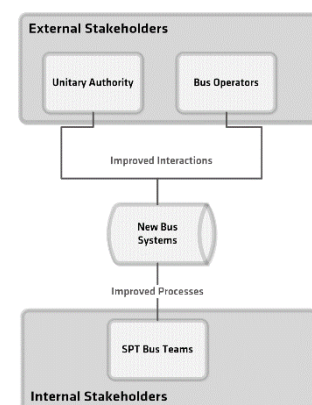 External Stakeholders
Unitary Authority
Bus Operators
Improved Interactions
New Bus
Systems
Improved Processes
SPT Bus Teams
Internal Stakeholders